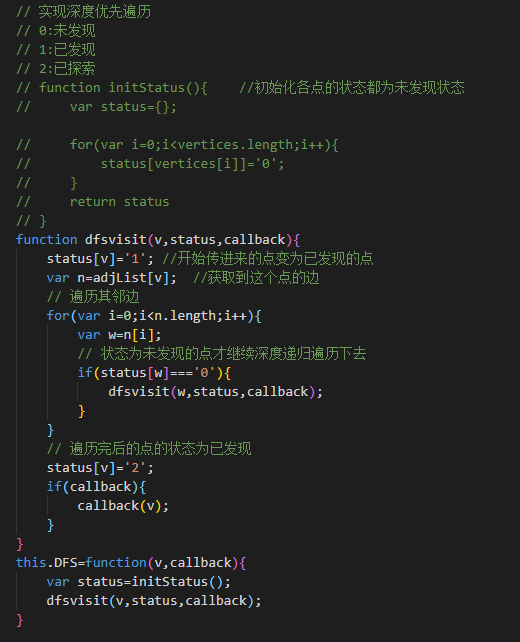 // 实现深度优先遍历
// 0:未发现
// 1:已发现
// 2:已探索
// function initStatus(){    //初始化各点的状态都为未发现状态
//     var status={};
//     for(var i=0;i<vertices.length;i++){
//         status[vertices[i]]='0';
//     }
//     return status
// }
function dfsvisit(v,status,callback){
    status[v]='1'; //开始传进来的点变为已发现的点
    var n=adjList[v];  //获取到这个点的边
    // 遍历其邻边
    for(var i=0;i<n.length;i++){
        var w=n[i];
        // 状态为未发现的点才继续深度递归遍历下去
        if(status[w]==='0'){
            dfsvisit(w,status,callback);
        }
    }
    // 遍历完后的点的状态为已发现
    status[v]='2';
    if(callback){
        callback(v);
    }
}
this.DFS=function(v,callback){
    var status=initStatus();
    dfsvisit(v,status,callback);
}